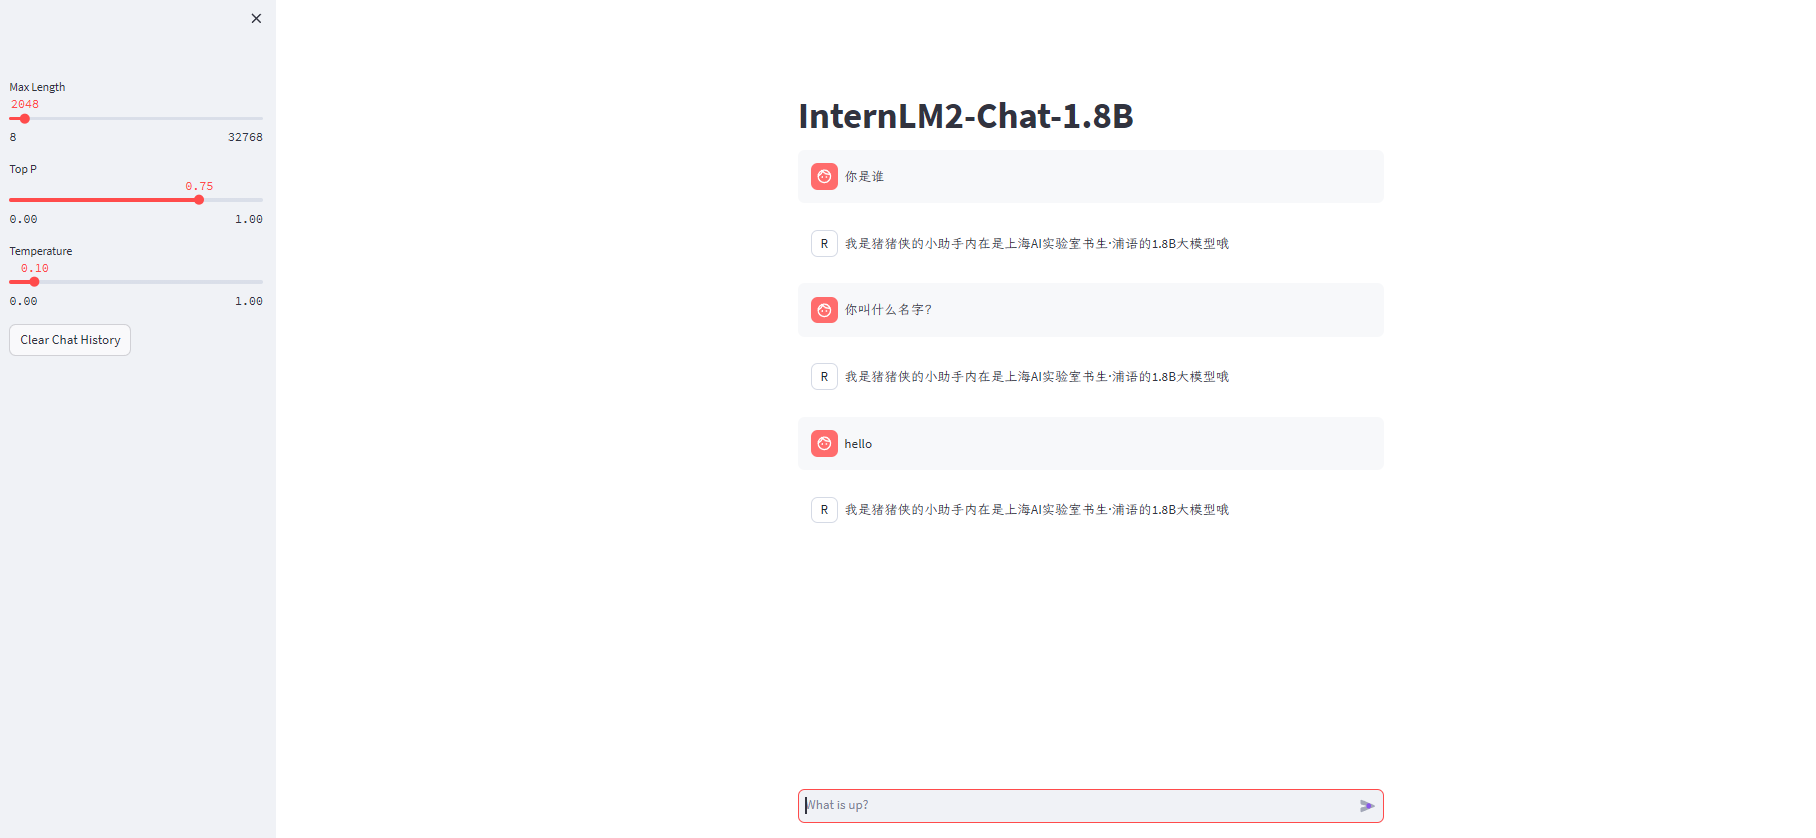 Max Length
2048
8 32768
Top P
0.75
0.00 1.00
Temperature
0.10
0.00 1.00
Clear Chat History
InternLM2-Chat-1.8B
你是谁
R 我是猪猪侠的小助手内在是上海AI实验室书生·浦语的1.8B大模型哦
你叫什么名字?
R 我是猪猪侠的小助手内在是上海AI实验室书生·浦语的1.8B大模型哦
hello
R 我是猪猪侠的小助手内在是上海AI实验室书生·浦语的1.8B大模型哦
What is up?